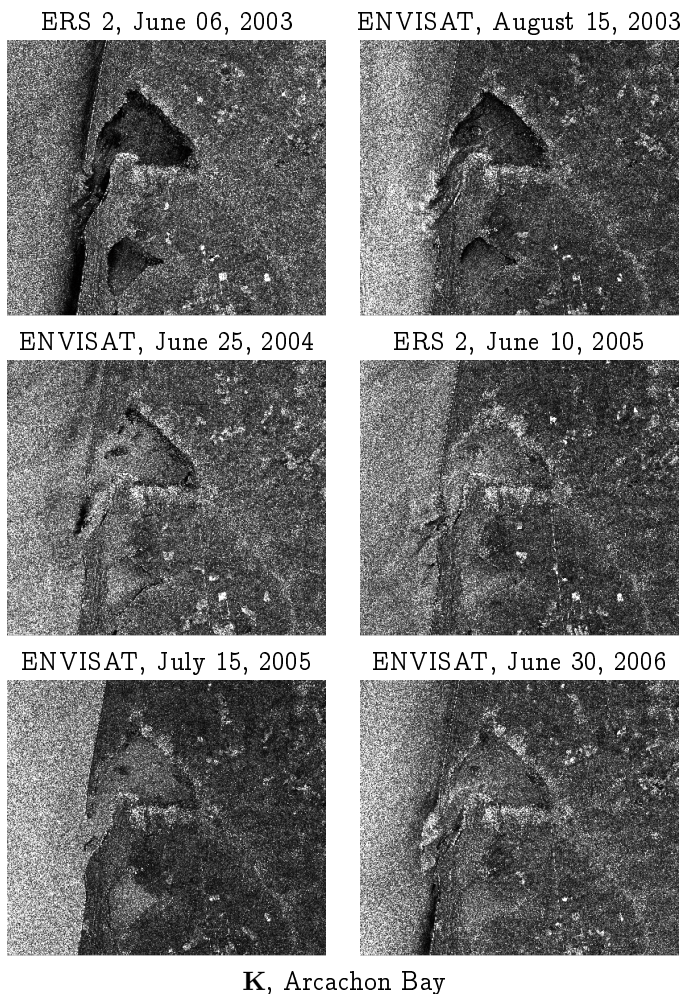 ERS 2, June 06, 2003
ENVISAT, August 15, 2003
ENVISAT, June 25, 2004
ERS 2, June 10, 2005
ENVISAT, July 15, 2005
ENVISAT, June 30, 2006
K, Arcachon Bay